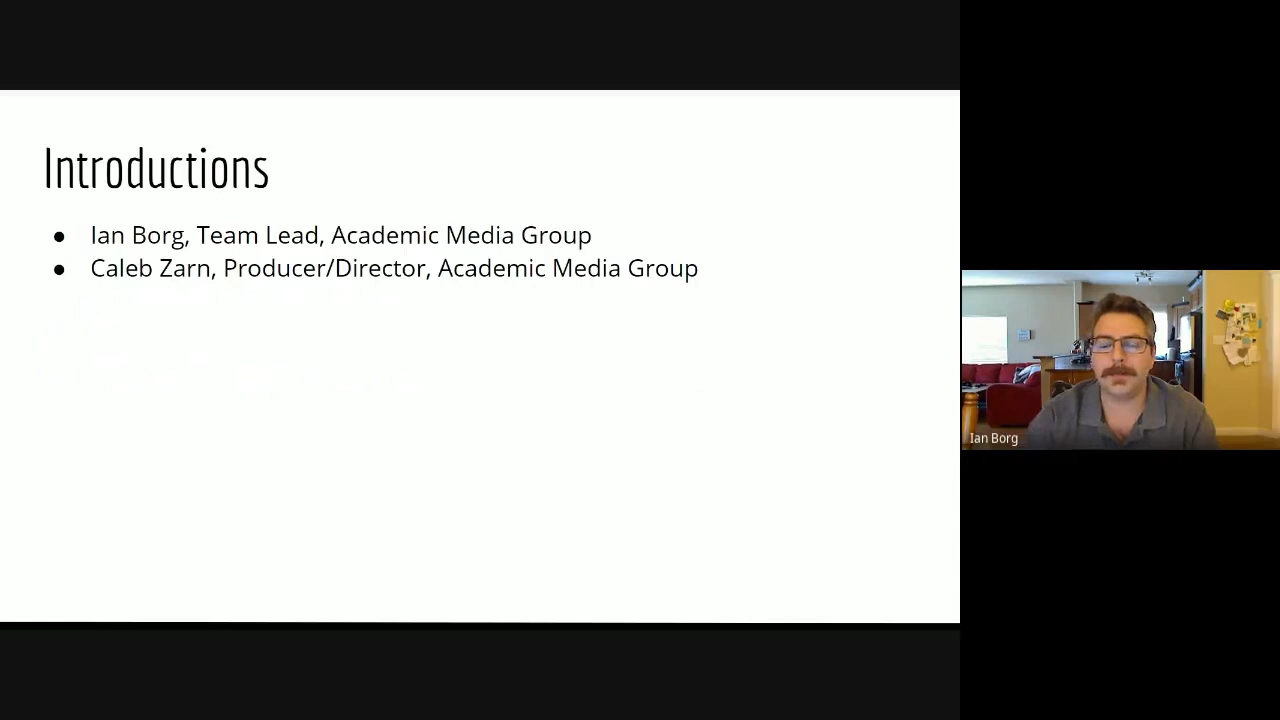 Introductions
● Ian Borg, Team Lead, Academic Media Group
● Caleb Zarn, Producer/Director, Academic Media Group
Ian Borg